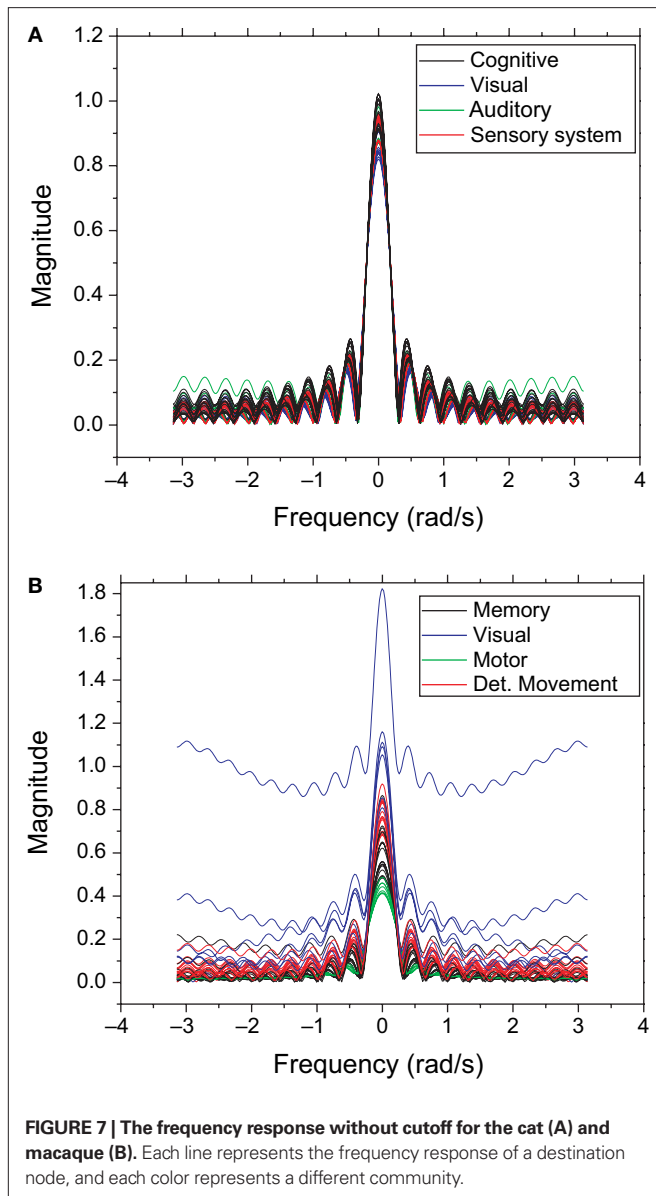 A
1.2
1.0
0.8
0.6
0.4
0.2
0.0
Magnitude
Cognitive
Visual
Auditory
Sensory system
−4 −3 −2 −1 0 1 2 3 4
Frequency (rad/s)
B
1.8
1.6
1.4
1.2
1.0
0.8
0.6
0.4
0.2
0.0
Magnitude
Memory
Visual
Motor
Det. Movement
−4 −3 −2 −1 0 1 2 3 4
Frequency (rad/s)
FIGURE 7 | The frequency response without cutoff for the cat (A) and
macaque (B). Each line represents the frequency response of a destination
node, and each color represents a different community.